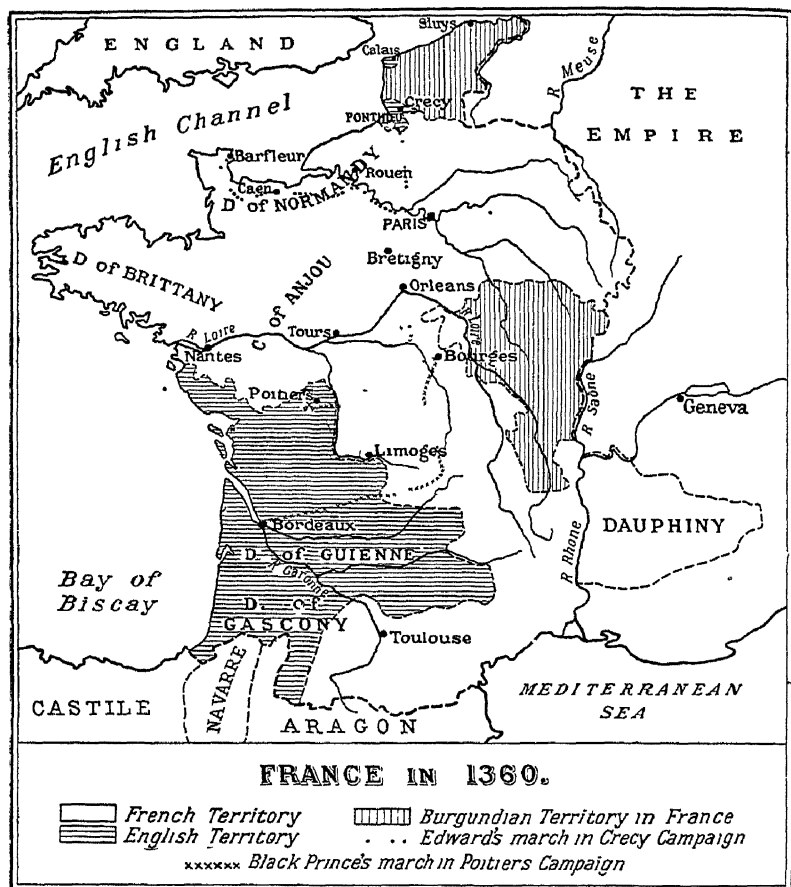 Sluys
ENGLAND
Calais
R Meuse
THE
EMPIRE
Crecy
PONTHIEU
English Channel
Barfleur
Rouen
Caen
D of NORMANDY
PARIS
Bretigny
D of BRITTANY
C of ANJOU
Orleans
R Loire
Tours
R Loire
Nantes
Bourges
Poitiers
R Saône
Geneva
Limoges
Bordeaux
DAUPHINY
D. of GUIENNE
R Garonne
R Rhone
Bay of
Biscay
D. of
GASCONY
Toulouse
NAVARRE
CASTILE
ARAGON
MEDITERRANEAN
SEA
FRANCE IN 1360.
French Territory
Burgundian Territory in France
English Territory
Edward's march in Crecy Campaign
Black Prince's march in Poitiers Campaign